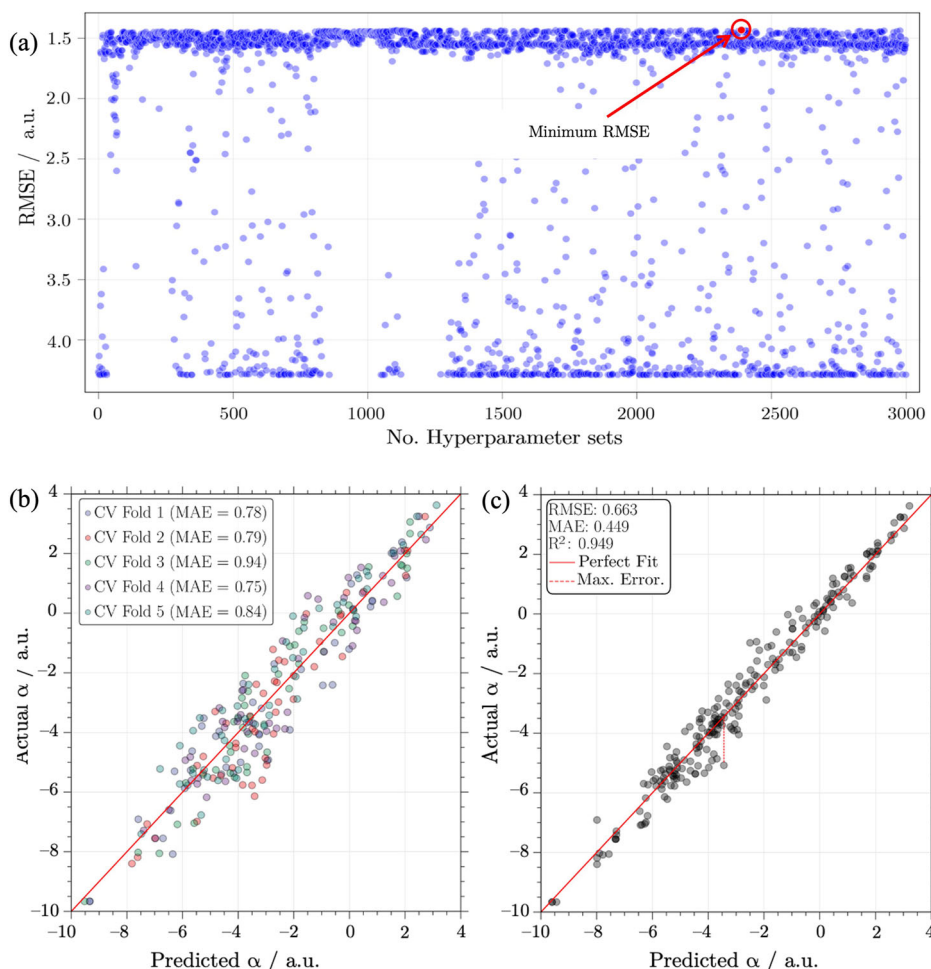 (a)
1.5
2.0
2.5
3.0
3.5
4.0
RMSE / a.u.
Minimum RMSE
0 500 1000 1500 2000 2500 3000
No. Hyperparameter sets
(b)
4
2
0
−2
−4
−6
−8
−10
Actual α / a.u.
CV Fold 1 (MAE = 0.78)
CV Fold 2 (MAE = 0.79)
CV Fold 3 (MAE = 0.94)
CV Fold 4 (MAE = 0.75)
CV Fold 5 (MAE = 0.84)
−10 −8 −6 −4 −2 0 2 4
Predicted α / a.u.
(c)
4
2
0
−2
−4
−6
−8
−10
Actual α / a.u.
RMSE: 0.663
MAE: 0.449
R²: 0.949
Perfect Fit
Max. Error.
−10 −8 −6 −4 −2 0 2 4
Predicted α / a.u.